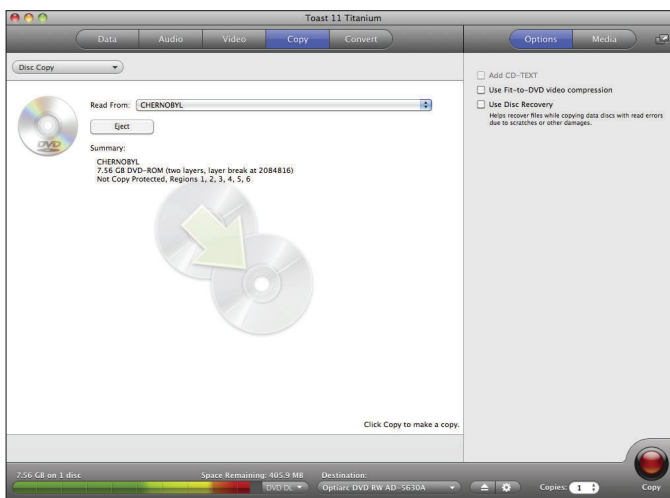 Toast 11 Titanium
Data Audio Video Copy Convert
Options Media
Disc Copy
Read From: CHERNOBYL
Eject
DVD
Summary:
CHERNOBYL
7.56 GB DVD-ROM (two layers, layer break at 2084816)
Not Copy Protected, Regions 1, 2, 3, 4, 5, 6
Click Copy to make a copy.
Add CD-TEXT
Use Fit-to-DVD video compression
Use Disc Recovery
Helps recover files while copying data discs with read errors
due to scratches or other damages.
7.56 GB on 1 disc Space Remaining: 405.9 MB Destination:
DVD DL Optiarc DVD RW AD-5630A Copies: 1 Copy